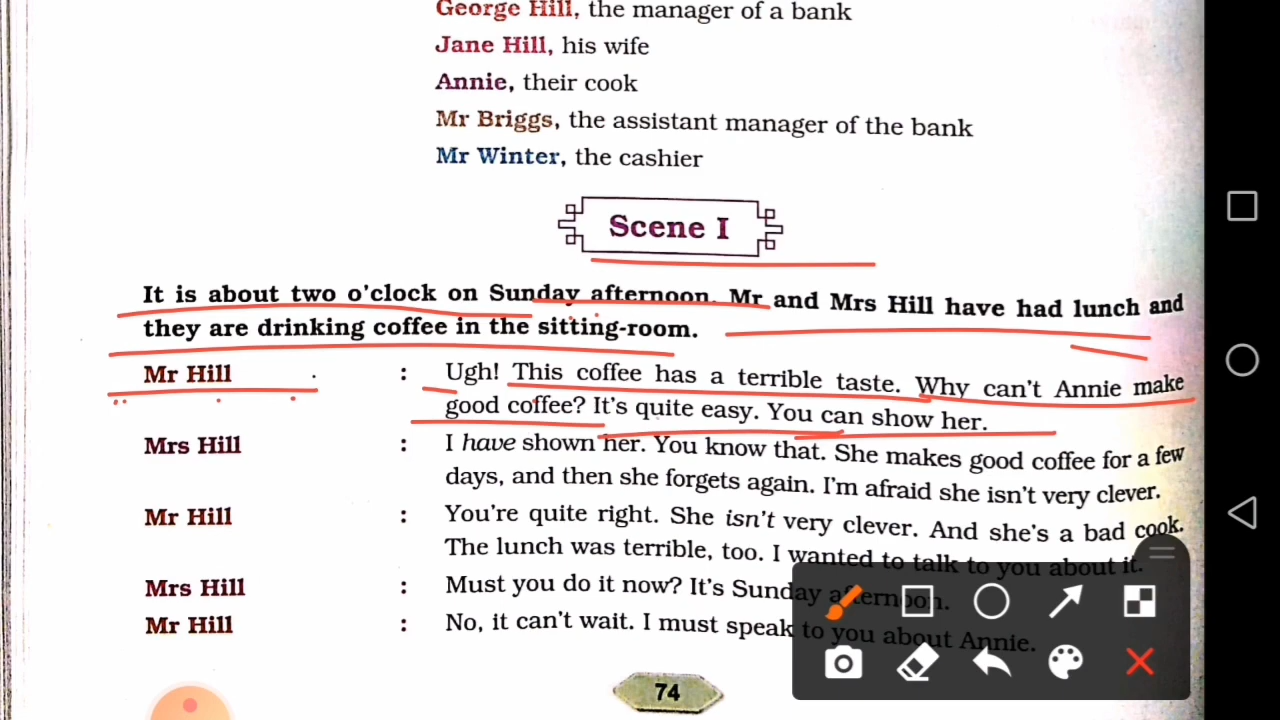 George Hill, the manager of a bank
Jane Hill, his wife
Annie, their cook
Mr Briggs, the assistant manager of the bank
Mr Winter, the cashier
Scene I
It is about two o'clock on Sunday afternoon. Mr and Mrs Hill have had lunch and
they are drinking coffee in the sitting-room.
Mr Hill : Ugh! This coffee has a terrible taste. Why can't Annie make
good coffee? It's quite easy. You can show her.
Mrs Hill : I have shown her. You know that. She makes good coffee for a few
days, and then she forgets again. I'm afraid she isn't very clever.
Mr Hill : You're quite right. She isn't very clever. And she's a bad cook.
The lunch was terrible, too. I wanted to talk to you about it.
Mrs Hill : Must you do it now? It's Sunday afternoon.
Mr Hill : No, it can't wait. I must speak to you about Annie.
74